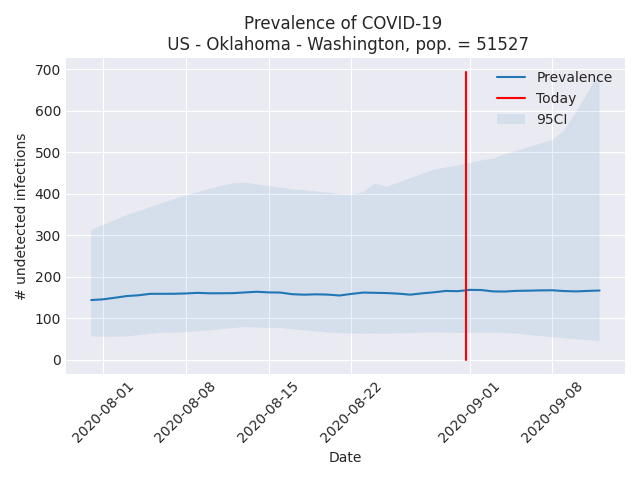 Prevalence of COVID-19
US - Oklahoma - Washington, pop. = 51527
700
600
500
400
300
200
100
0
# undetected infections
Prevalence
Today
95CI
2020-08-01
2020-08-08
2020-08-15
2020-08-22
2020-09-01
2020-09-08
Date